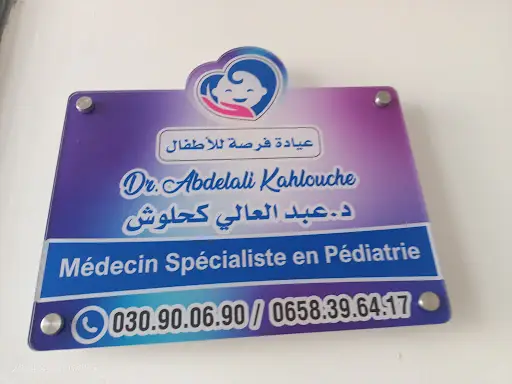 عيادة فرصة للأطفال
Dr. Abdelali Kahlouche
د. عبد العالي كحلوش
Médecin Spécialiste en Pédiatrie
030.90.06.90 / 0658.39.64.17